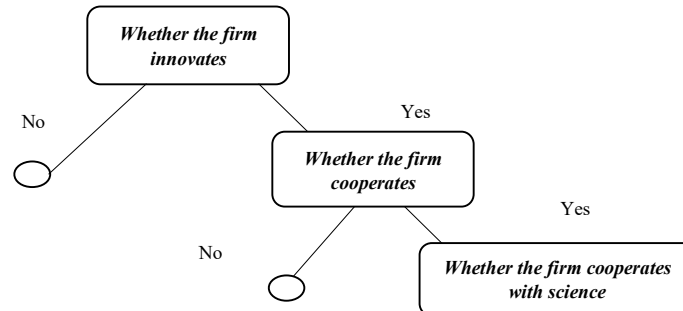 Whether the firm
innovates
No
Yes
Whether the firm
cooperates
No
Yes
Whether the firm cooperates
with science